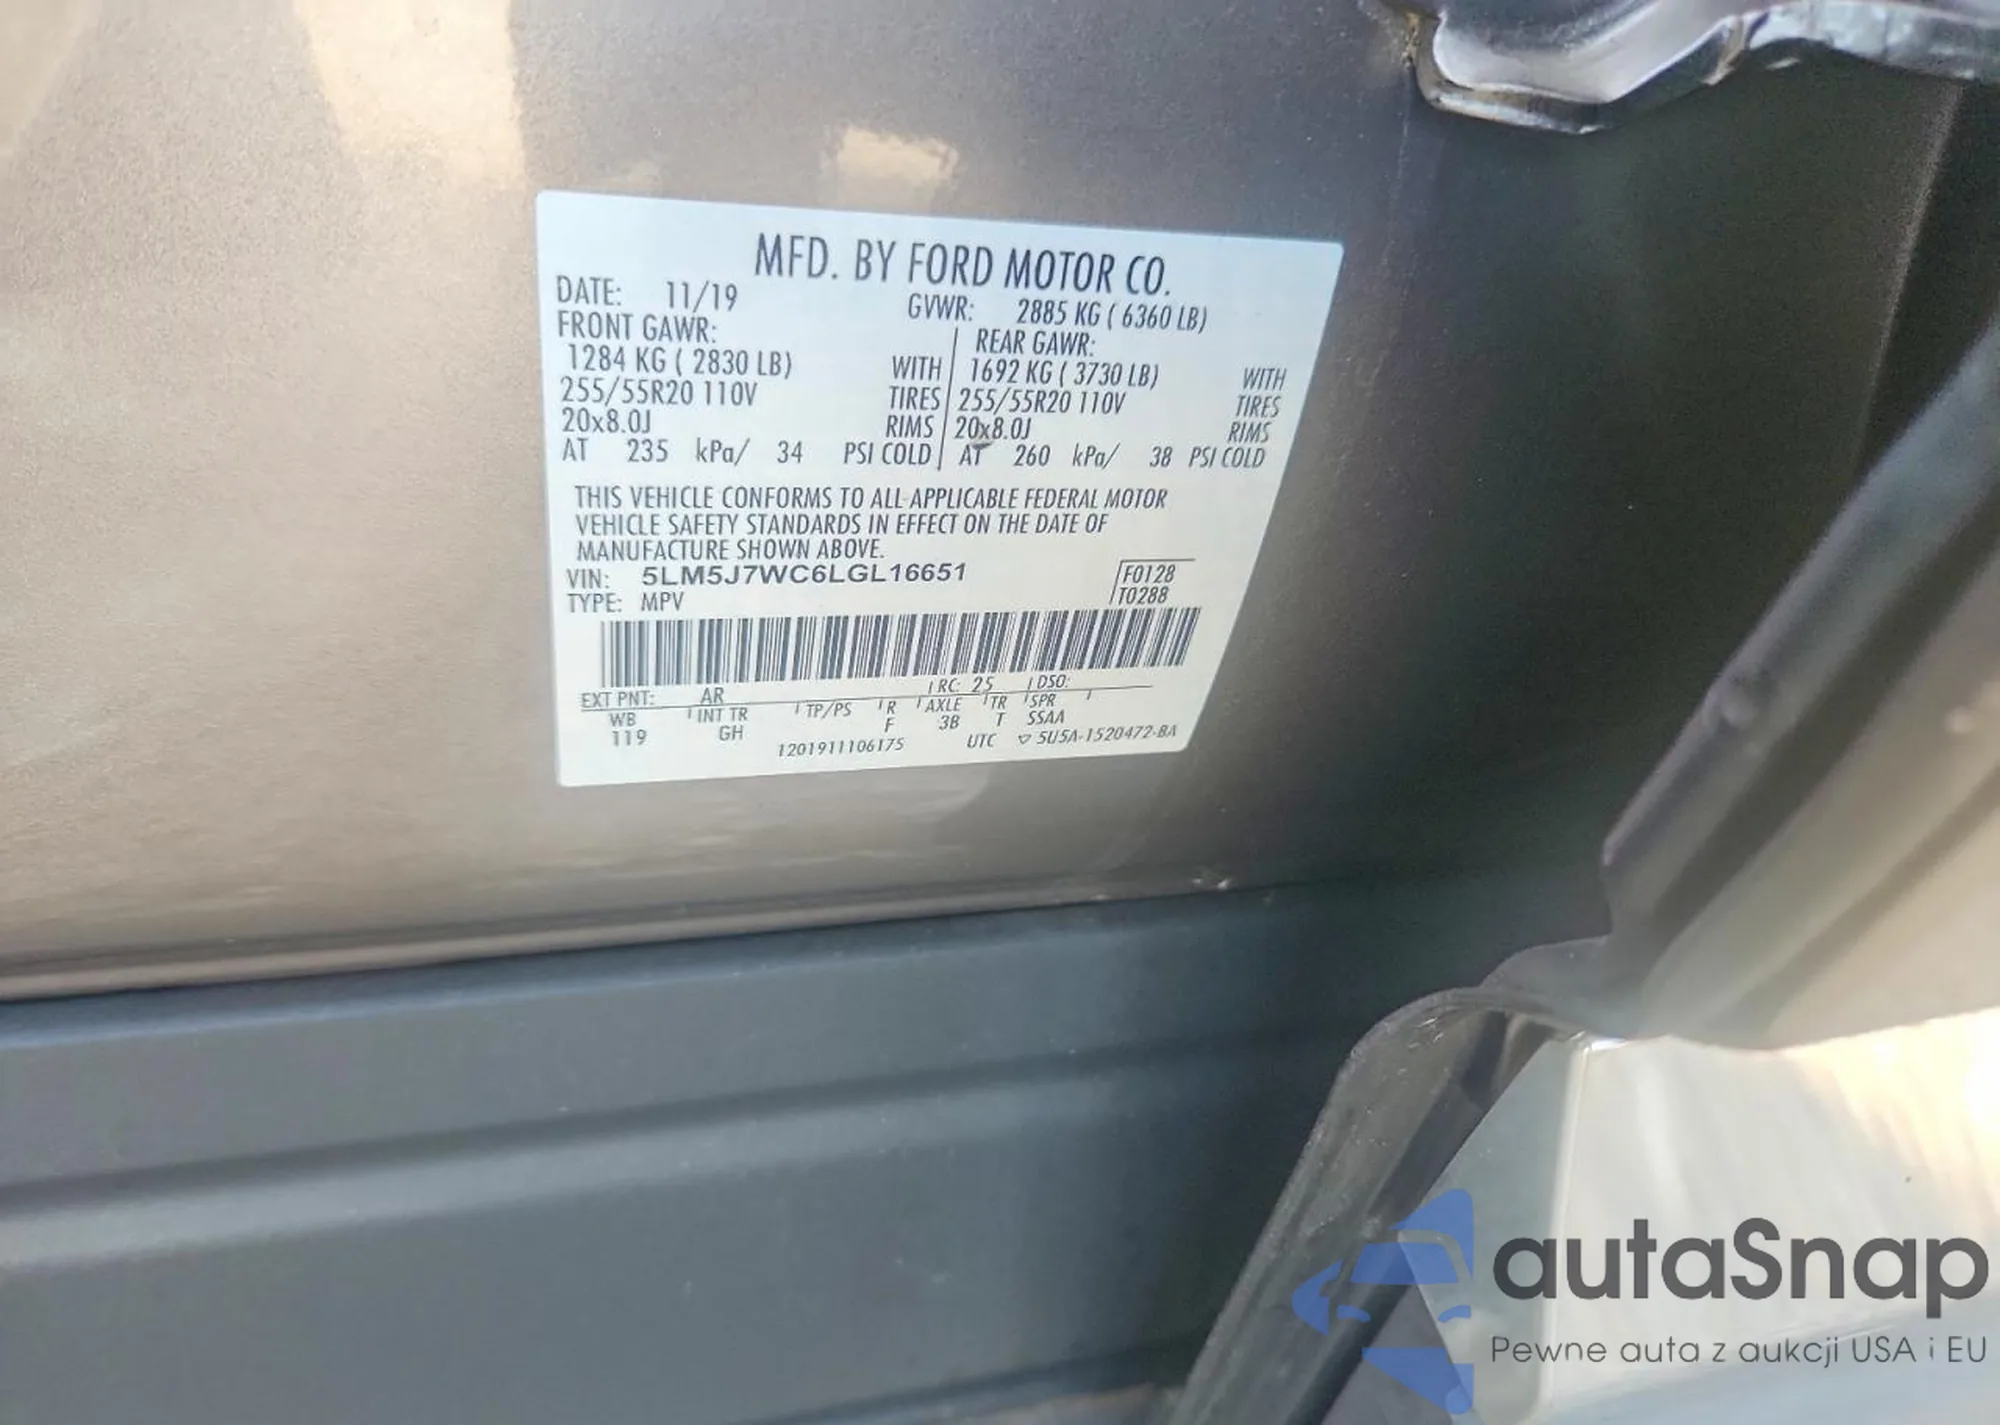 MFD. BY FORD MOTOR CO.
DATE: 11/19 GVWR: 2885 KG ( 6360 LB)
FRONT GAWR: REAR GAWR:
1284 KG ( 2830 LB) WITH 1692 KG ( 3730 LB) WITH
255/55R20 110V TIRES 255/55R20 110V TIRES
20x8.0J RIMS 20x8.0J RIMS
AT 235 kPa/ 34 PSI COLD AT 260 kPa/ 38 PSI COLD
THIS VEHICLE CONFORMS TO ALL APPLICABLE FEDERAL MOTOR
VEHICLE SAFETY STANDARDS IN EFFECT ON THE DATE OF
MANUFACTURE SHOWN ABOVE.
VIN: 5LM5J7WC6LGL16651 F0128
TYPE: MPV T0288
EXT PNT: AR RC: 25 DSO:
WB INT TR TP/PS R AXLE TR SPR
119 GH F 3B T SSAA
1201911106175 UTC ▽ 5U5A-1520472-BA
autaSnap
Pewne auta z aukcji USA i EU